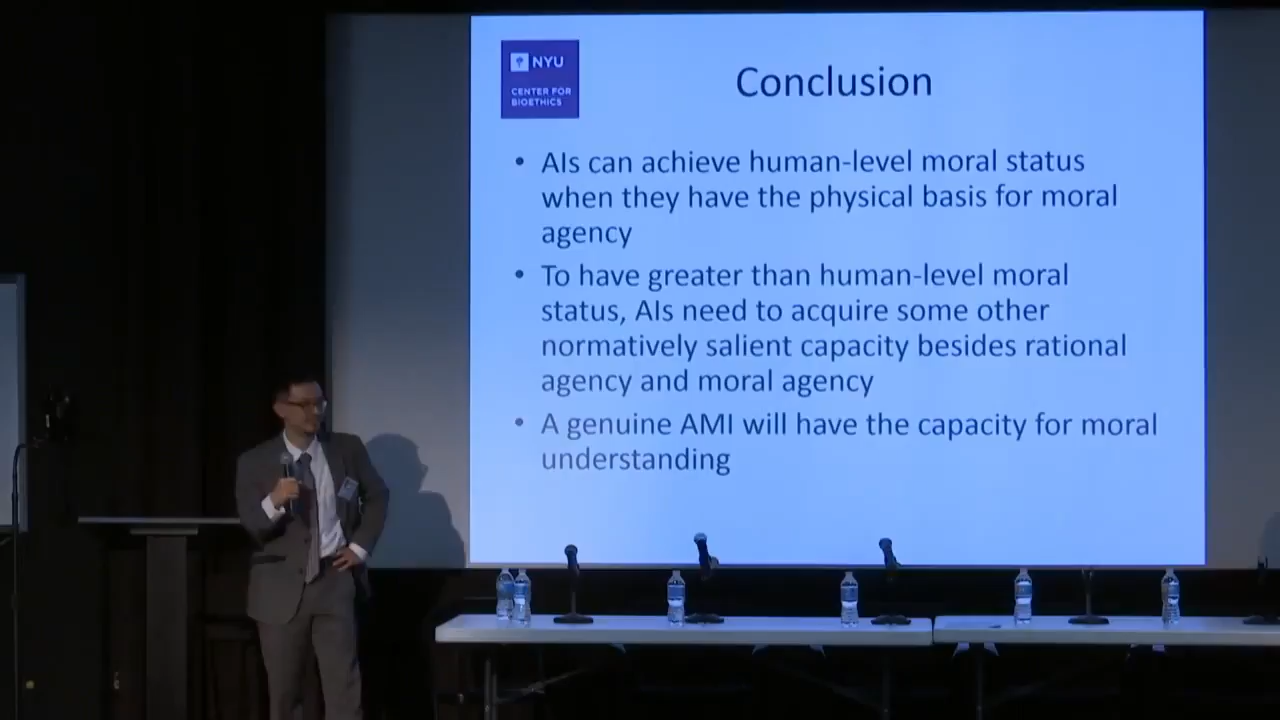 NYU
CENTER FOR
BIOETHICS
Conclusion
• AIs can achieve human-level moral status
when they have the physical basis for moral
agency
• To have greater than human-level moral
status, AIs need to acquire some other
normatively salient capacity besides rational
agency and moral agency
• A genuine AMI will have the capacity for moral
understanding